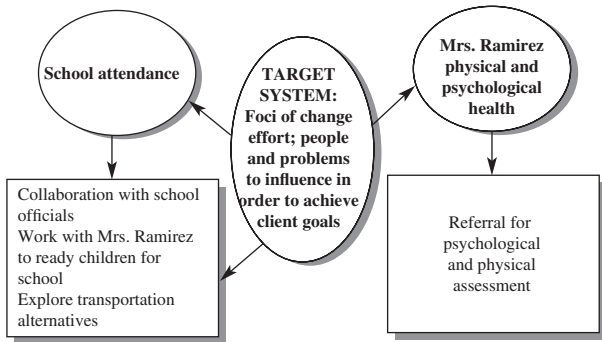 School attendance
TARGET
SYSTEM:
Foci of change
effort; people
and problems
to influence in
order to achieve
client goals
Mrs. Ramirez
physical and
psychological
health
Collaboration with school
officials
Work with Mrs. Ramirez
to ready children for
school
Explore transportation
alternatives
Referral for
psychological
and physical
assessment